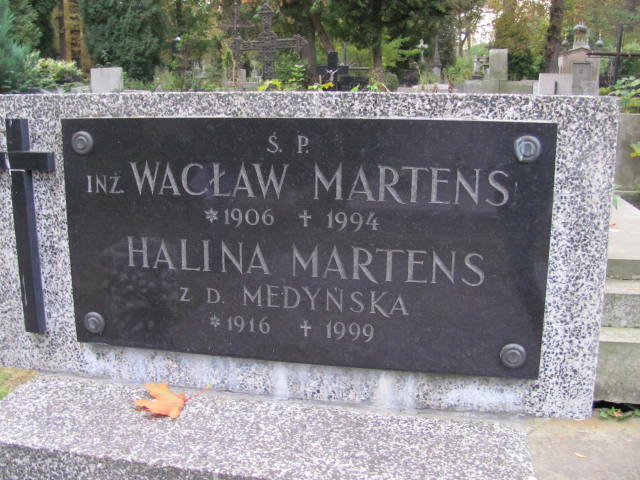 Ś. P.
INŻ. WACŁAW MARTENS
*1906 ✝1994
HALINA MARTENS
Z D. MEDYŃSKA
*1916 ✝1999